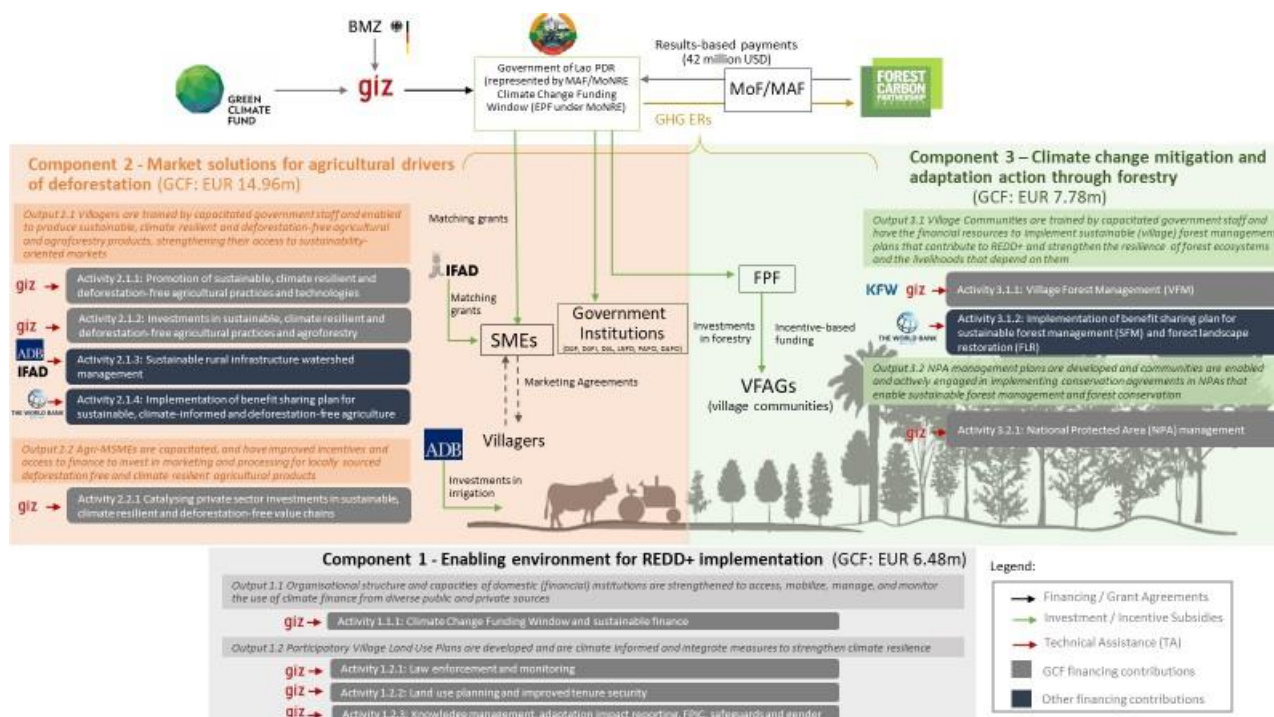 BMZ
giz
GREEN
CLIMATE
FUND
Government of Lao PDR
(represented by MAF/MoNRE
Climate Change Funding
Window (EPF under MoNRE)
Results-based payments
(42 million USD)
MoF/MAF
GHG ERs
FOREST
CARBON
PARTNERSHIP
Component 2 - Market solutions for agricultural drivers
of deforestation (GCF: EUR 14.96m)
Output 2.1 Villagers are trained by capacitated government staff and enabled
to produce sustainable, climate resilient and deforestation-free agricultural
and agroforestry products, strengthening their access to sustainability-
oriented markets
giz
Activity 2.1.1: Promotion of sustainable, climate resilient and
deforestation-free agricultural practices and technologies
giz
Activity 2.1.2: Investments in sustainable, climate resilient and
deforestation-free agricultural practices and agroforestry
ADB
IFAD
Activity 2.1.3: Sustainable rural infrastructure watershed
management
THE WORLD BANK
Activity 2.1.4: Implementation of benefit sharing plan for
sustainable, climate-informed and deforestation-free agriculture
Output 2.2 Agri-MSMEs are capacitated, and have improved incentives and
access to finance to invest in marketing and processing for locally sourced
deforestation free and climate resilient agricultural products
giz
Activity 2.2.1 Catalysing private sector investments in sustainable,
climate resilient and deforestation-free value chains
Matching grants
IFAD
Matching
grants
SMEs
Government
Institutions
Marketing Agreements
Villagers
ADB
Investments in
irrigation
FPF
Investments
in forestry
Incentive-based
funding
VFAGs
(village communities)
Component 3 – Climate change mitigation and
adaptation action through forestry
(GCF: EUR 7.78m)
Output 3.1 Village Communities are trained by capacitated government staff and
have the financial resources to implement sustainable (village) forest management
plans that contribute to REDD+ and strengthen the resilience of forest ecosystems
and the livelihoods that depend on them
KFW giz
Activity 3.1.1: Village Forest Management (VFM)
THE WORLD BANK
Activity 3.1.2: Implementation of benefit sharing plan for
sustainable forest management (SFM) and forest landscape
restoration (FLR)
Output 3.2 NPA management plans are developed and communities are enabled
and actively engaged in implementing conservation agreements in NPAs that
enable sustainable forest management and forest conservation
giz
Activity 3.2.1: National Protected Area (NPA) management
Component 1 - Enabling environment for REDD+ implementation (GCF: EUR 6.48m)
Output 1.1 Organisational structure and capacities of domestic (financial) institutions are strengthened to access, mobilize, manage, and monitor
the use of climate finance from diverse public and private sources
giz
Activity 1.1.1: Climate Change Funding Window and sustainable finance
Output 1.2 Participatory Village Land Use Plans are developed and are climate informed and integrate measures to strengthen climate resilience
giz
Activity 1.2.1: Law enforcement and monitoring
giz
Activity 1.2.2: Land use planning and improved tenure security
giz
Activity 1.2.3: Knowledge management, adaptation impact reporting, FPIC, safeguards and gender
Legend:
Financing / Grant Agreements
Investment / Incentive Subsidies
Technical Assistance (TA)
GCF financing contributions
Other financing contributions